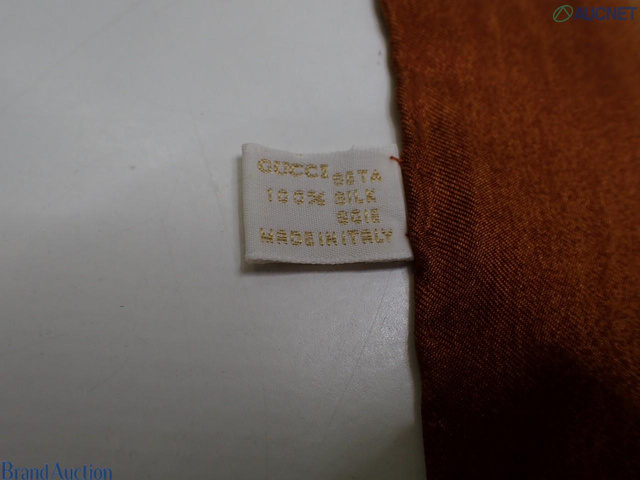 AUCNET
GUCCI
SETA
100% SILK
SOIE
MADE IN ITALY
Brand Auction